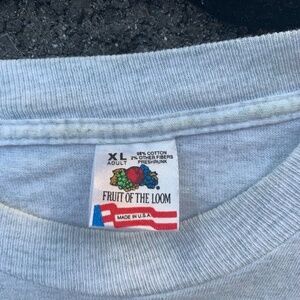 XL
ADULT
98% COTTON
2% OTHER FIBERS
PRESHRUNK
FRUIT OF THE LOOM
MADE IN U.S.A.